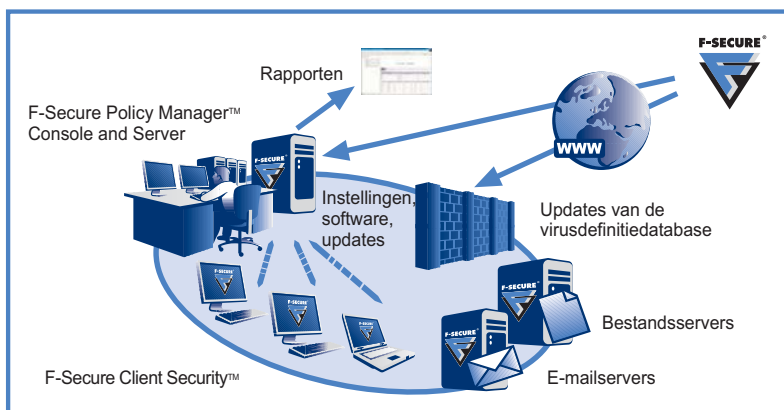 F-SECURE®
Rapporten
F-Secure Policy Manager™
Console and Server
F-SECURE
www
Instellingen,
software,
updates
Updates van de
virusdefinitiedatabase
F-SECURE
Bestandsservers
F-SECURE
E-mailservers
F-Secure Client Security™